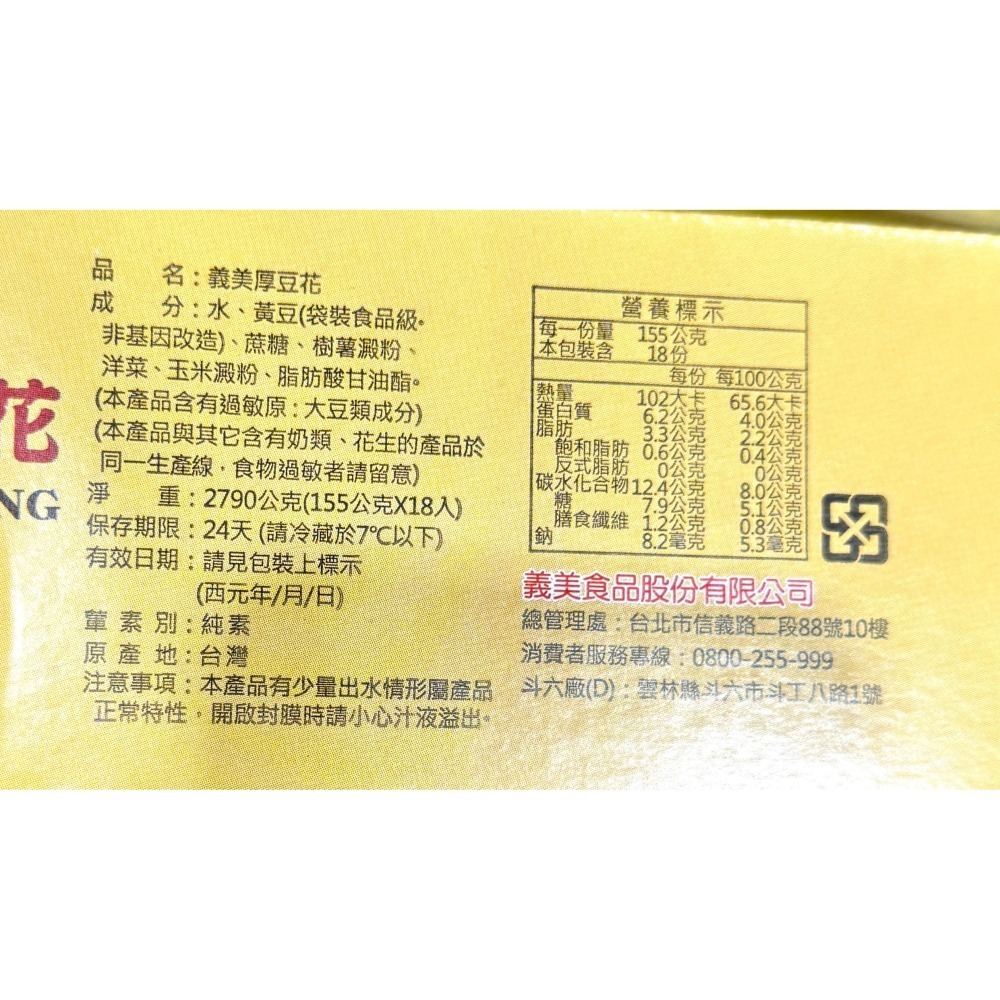 花
NG
品 名：義美厚豆花
成 分：水、黃豆(袋裝食品級。
非基因改造)、蔗糖、樹薯澱粉、
洋菜、玉米澱粉、脂肪酸甘油酯。
(本產品含有過敏原：大豆類成分)
(本產品與其它含有奶類、花生的產品於
同一生產線，食物過敏者請留意)
淨 重：2790公克(155公克X18入)
保存期限：24天 (請冷藏於7℃以下)
有效日期：請見包裝上標示
(西元年/月/日)
葷 素 別：純素
原 產 地：台灣
注意事項：本產品有少量出水情形屬產品
正常特性，開啟封膜時請小心汁液溢出。
營養標示
每一份量 155公克
本包裝含 18份
每份 每100公克
熱量 102大卡 65.6大卡
蛋白質 6.2公克 4.0公克
脂肪 3.3公克 2.2公克
飽和脂肪 0.6公克 0.4公克
反式脂肪 0公克 0公克
碳水化合物 12.4公克 8.0公克
糖 7.9公克 5.1公克
膳食纖維 1.2公克 0.8公克
鈉 8.2毫克 5.3毫克
義美食品股份有限公司
總管理處：台北市信義路二段88號10樓
消費者服務專線：0800-255-999
斗六廠(D)：雲林縣斗六市斗工八路1號